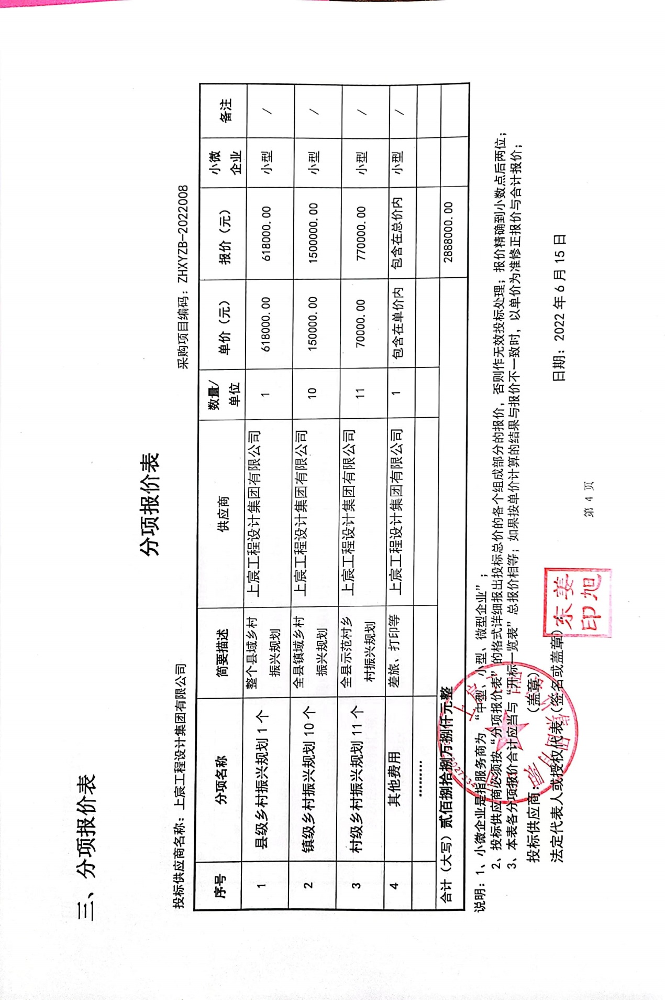 三、分项报价表
分项报价表
投标供应商名称：上宸工程设计集团有限公司 采购项目编码：ZHXYZB-2022008
序号 分项名称 简要描述 供应商 数量/单位 单价（元） 报价（元） 小微企业 备注
1 县级乡村振兴规划 1 个 整个县域乡村振兴规划 上宸工程设计集团有限公司 1 618000.00 618000.00 小型 /
2 镇级乡村振兴规划 10 个 全县镇域乡村振兴规划 上宸工程设计集团有限公司 10 150000.00 1500000.00 小型 /
3 村级乡村振兴规划 11 个 全县示范村乡村振兴规划 上宸工程设计集团有限公司 11 70000.00 770000.00 小型 /
4 其他费用 差旅、打印等 上宸工程设计集团有限公司 1 包含在单价内 包含在总价内 小型 /
………
合计（大写）贰佰捌拾捌万捌仟元整 2888000.00
说明：1、小微企业是指服务商为 “中型、小型、微型企业”；
2、投标供应商必须按“分项报价表”的格式详细报出投标总价的各个组成部分的报价，否则作无效投标处理；报价精确到小数点后两位；
3、本表各分项报价合计应当与“开标一览表”总报价相等；如果按单价计算的结果与报价不一致时，以单价为准修正报价与合计报价；
投标供应商： （盖章）
法定代表人或授权代表（签名或盖章） 日期：2022 年 6 月 15 日
东姜
印旭
第 4 页